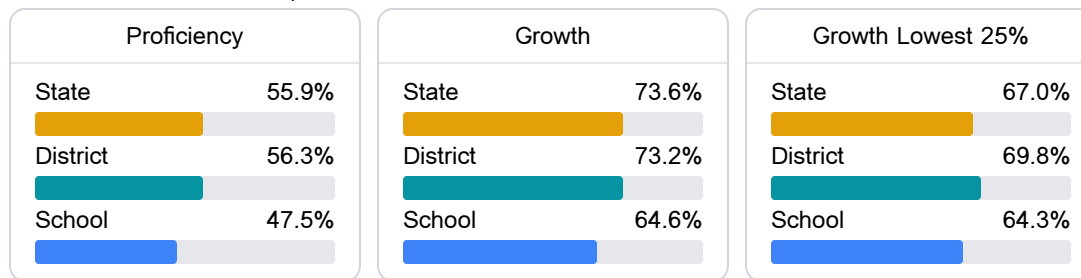 Proficiency
State 55.9%
District 56.3%
School 47.5%
Growth
State 73.6%
District 73.2%
School 64.6%
Growth Lowest 25%
State 67.0%
District 69.8%
School 64.3%